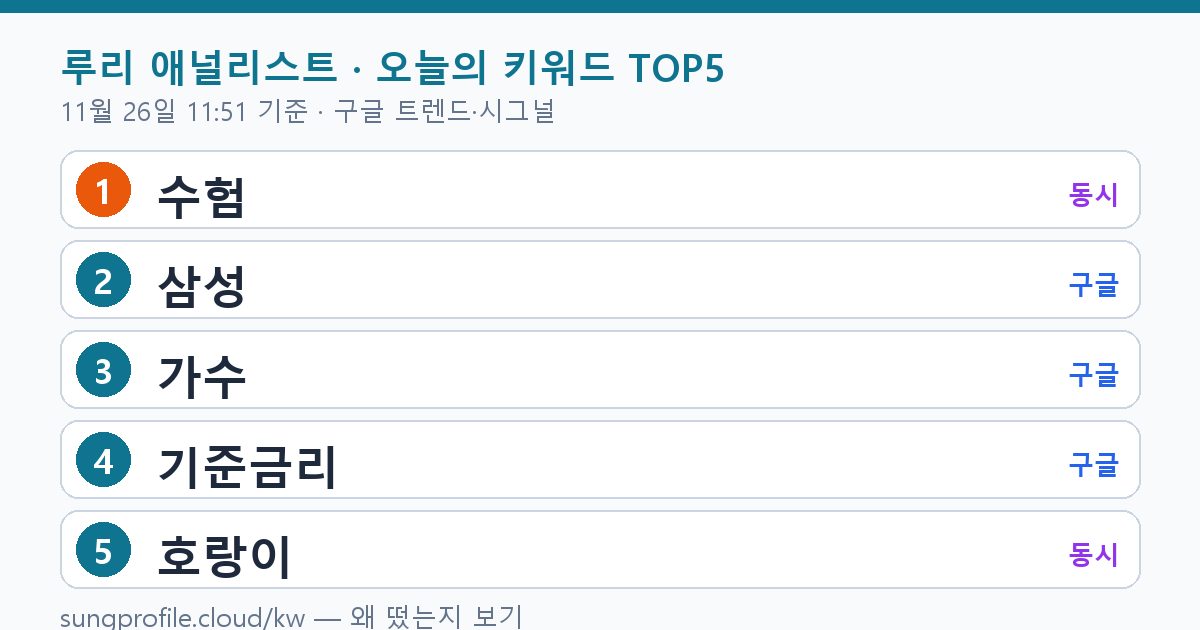 루리 애널리스트 · 오늘의 키워드 TOP5
11월 26일 11:51 기준 · 구글 트렌드·시그널
1 수험 동시
2 삼성 구글
3 가수 구글
4 기준금리 구글
5 호랑이 동시
sungprofile.cloud/kw — 왜 떴는지 보기